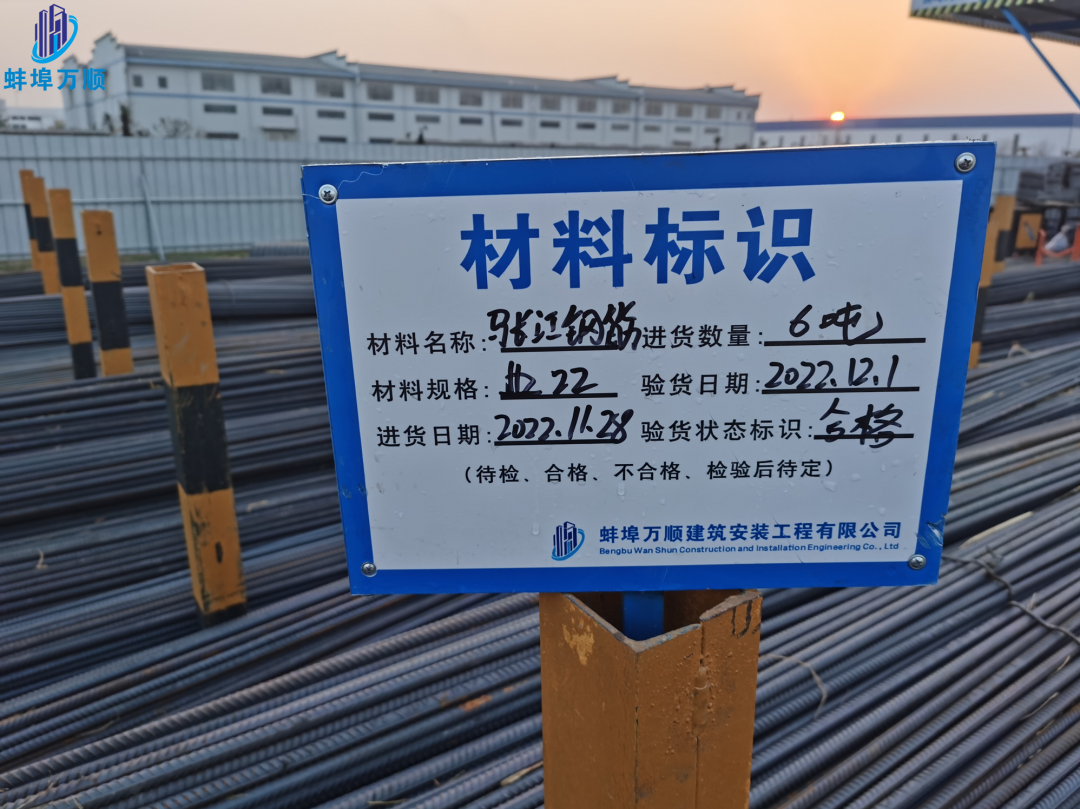 蚌埠万顺
材料标识
材料名称:马长江钢筋 进货数量:6吨
材料规格:22 验货日期:2022.12.1
进货日期:2022.11.28 验货状态标识:合格
(待检、合格、不合格、检验后待定)
蚌埠万顺建筑安装工程有限公司
Bengbu Wan Shun Construction and Installation Engineering Co., Ltd